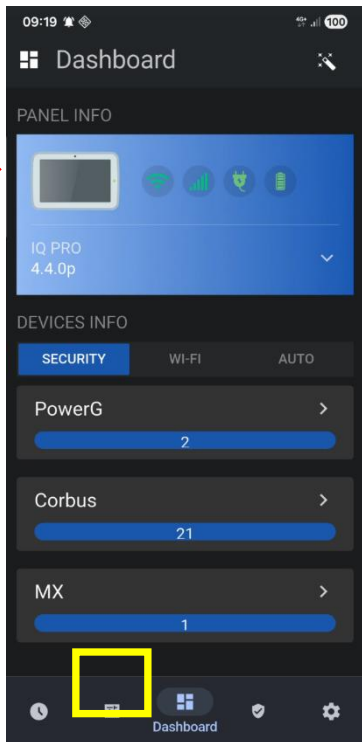 09:19
4G+ 100
Dashboard
PANEL INFO
IQ PRO
4.4.0p
DEVICES INFO
SECURITY WI-FI AUTO
PowerG
2
Corbus
21
MX
1
Dashboard